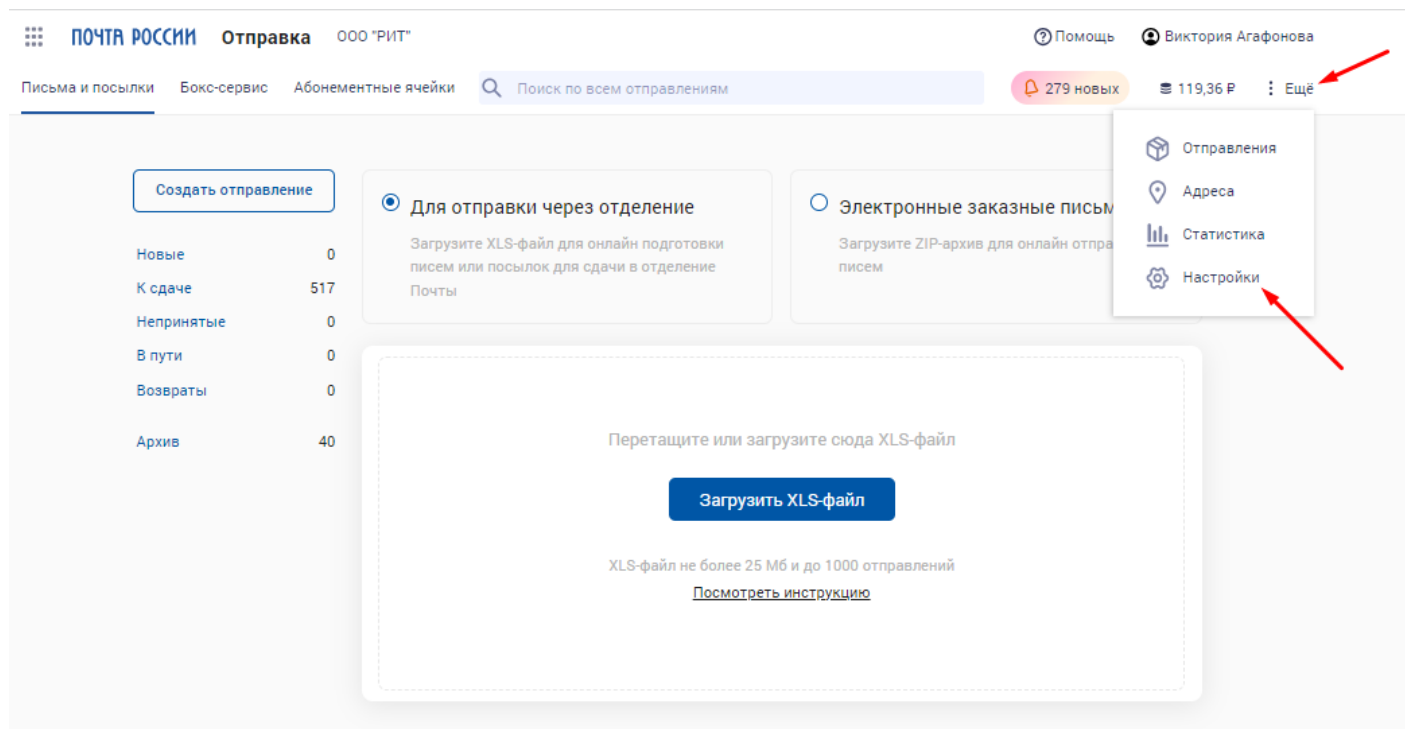 ПОЧТА РОССИИ Отправка ООО "РИТ" Помощь Виктория Агафонова
Письма и посылки Бокс-сервис Абонементные ячейки Поиск по всем отправлениям 279 новых 119,36 ₽ Ещё
Отправления
Адреса
Статистика
Настройки
Создать отправление
Новые 0
К сдаче 517
Непринятые 0
В пути 0
Возвраты 0
Архив 40
Для отправки через отделение
Загрузите XLS-файл для онлайн подготовки
писем или посылок для сдачи в отделение
Почты
Электронные заказные письм
Загрузите ZIP-архив для онлайн отпра
писем
Перетащите или загрузите сюда XLS-файл
Загрузить XLS-файл
XLS-файл не более 25 Мб и до 1000 отправлений
Посмотреть инструкцию